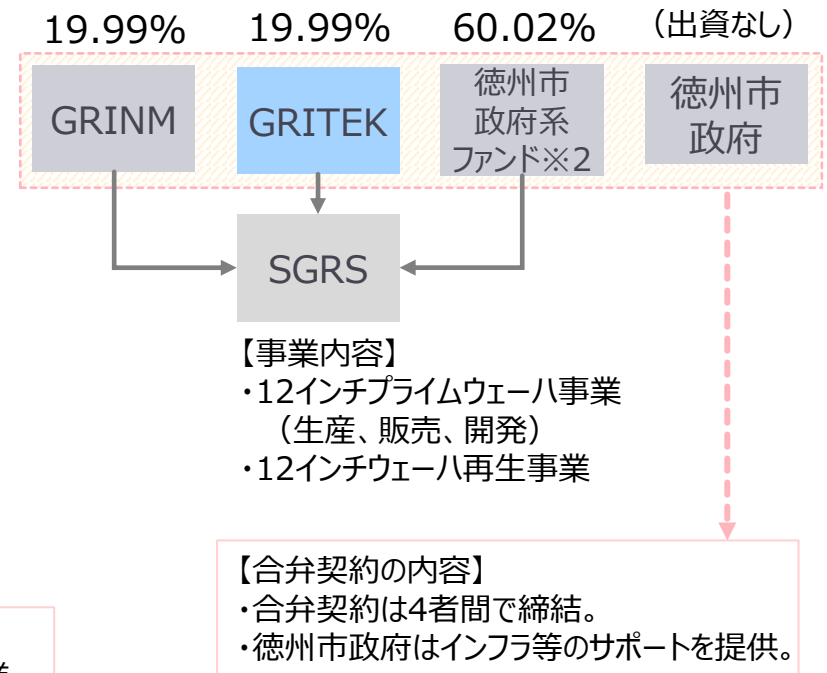 19.99% 19.99% 60.02% （出資なし）
GRINM
GRITEK
徳州市
政府系
ファンド※2
徳州市
政府
SGRS
【事業内容】
・12インチプライムウェーハ事業
（生産、販売、開発）
・12インチウェーハ再生事業
【合弁契約の内容】
・合弁契約は4者間で締結。
・徳州市政府はインフラ等のサポートを提供。